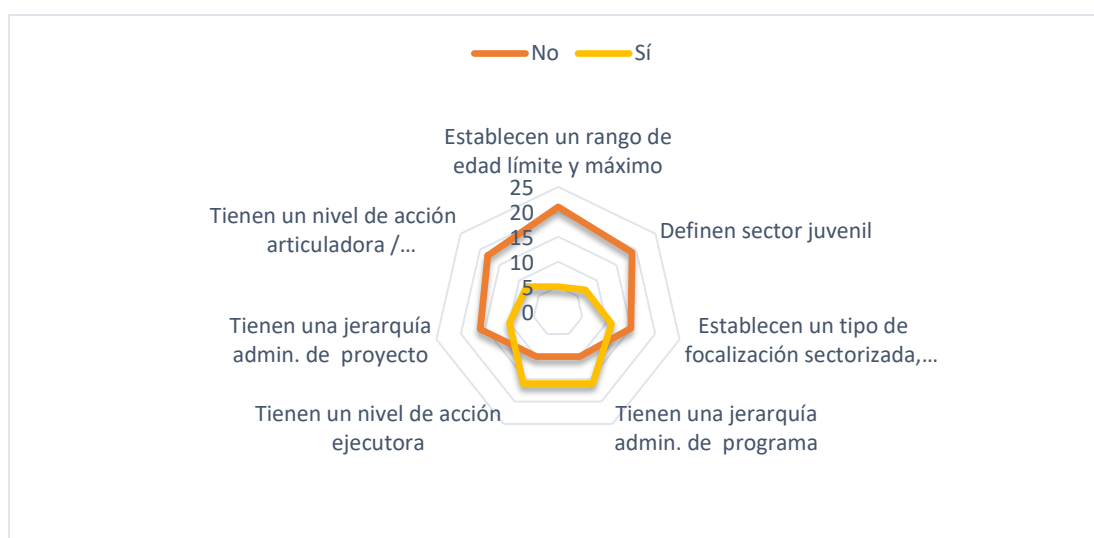 No Sí
Establecen un rango de
edad límite y máximo
25
20
15
10
5
0
Definen sector juvenil
Establecen un tipo de
focalización sectorizada,...
Tienen una jerarquía
admin. de programa
Tienen un nivel de acción
ejecutora
Tienen una jerarquía
admin. de proyecto
Tienen un nivel de acción
articuladora /...